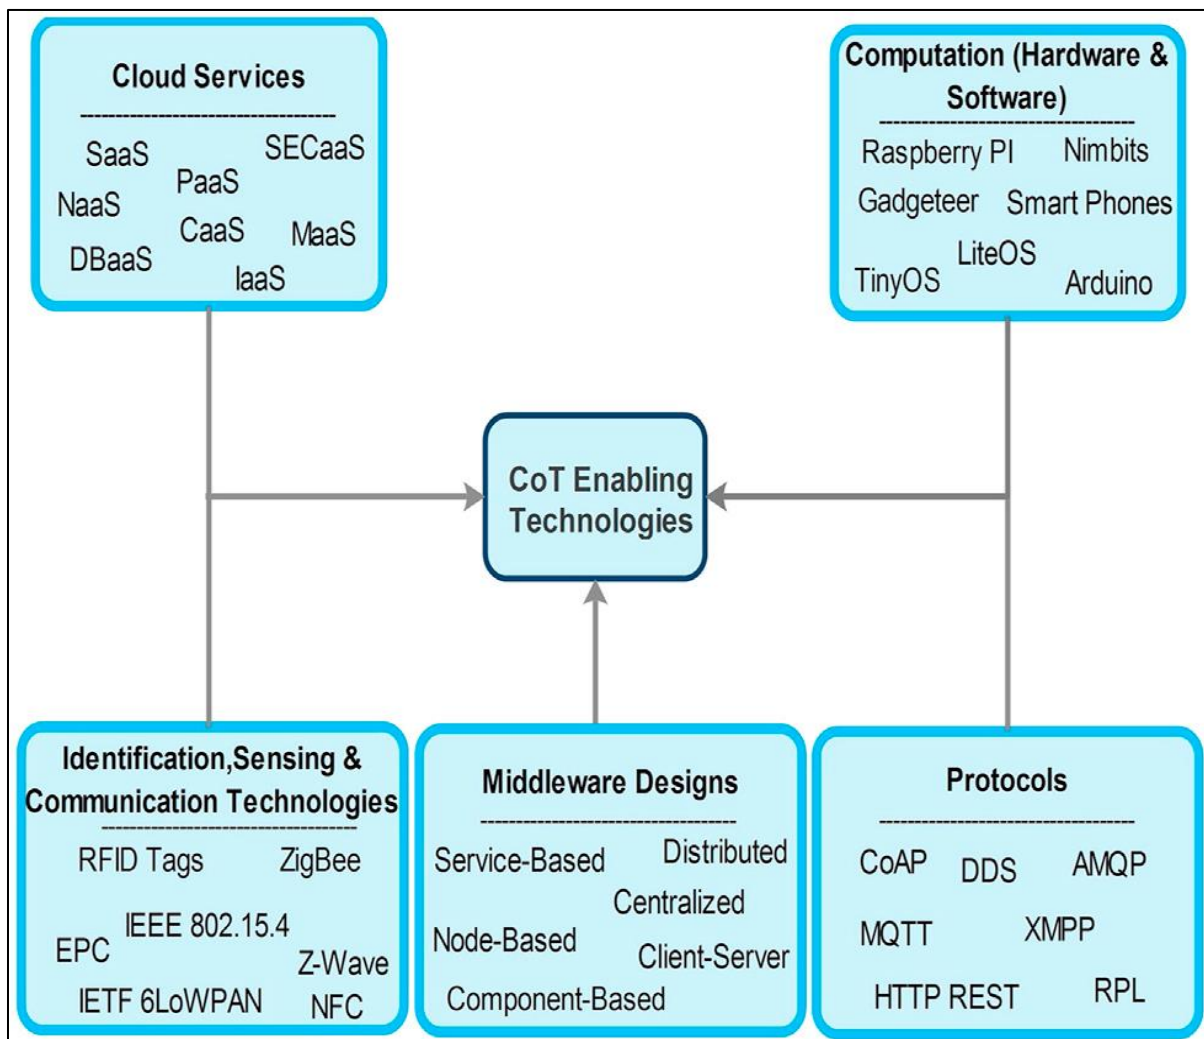 Cloud Services
SaaS
SECaaS
PaaS
NaaS
CaaS
MaaS
DBaaS
IaaS
Computation (Hardware &
Software)
Raspberry PI
Nimbits
Gadgeteer
Smart Phones
LiteOS
TinyOS
Arduino
CoT Enabling
Technologies
Identification,Sensing &
Communication Technologies
RFID Tags
ZigBee
IEEE 802.15.4
EPC
Z-Wave
IETF 6LoWPAN
NFC
Middleware Designs
Service-Based
Distributed
Centralized
Node-Based
Client-Server
Component-Based
Protocols
CoAP
DDS
AMQP
MQTT
XMPP
HTTP REST
RPL